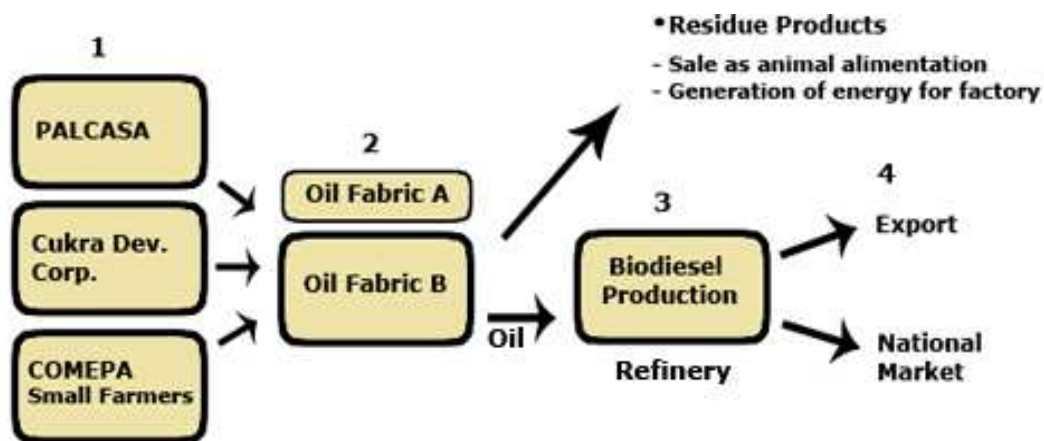 1
PALCASA
Cukra Dev.
Corp.
COMEPA
Small Farmers
2
Oil Fabric A
Oil Fabric B
•Residue Products
- Sale as animal alimentation
- Generation of energy for factory
Oil
3
Biodiesel
Production
Refinery
4
Export
National
Market